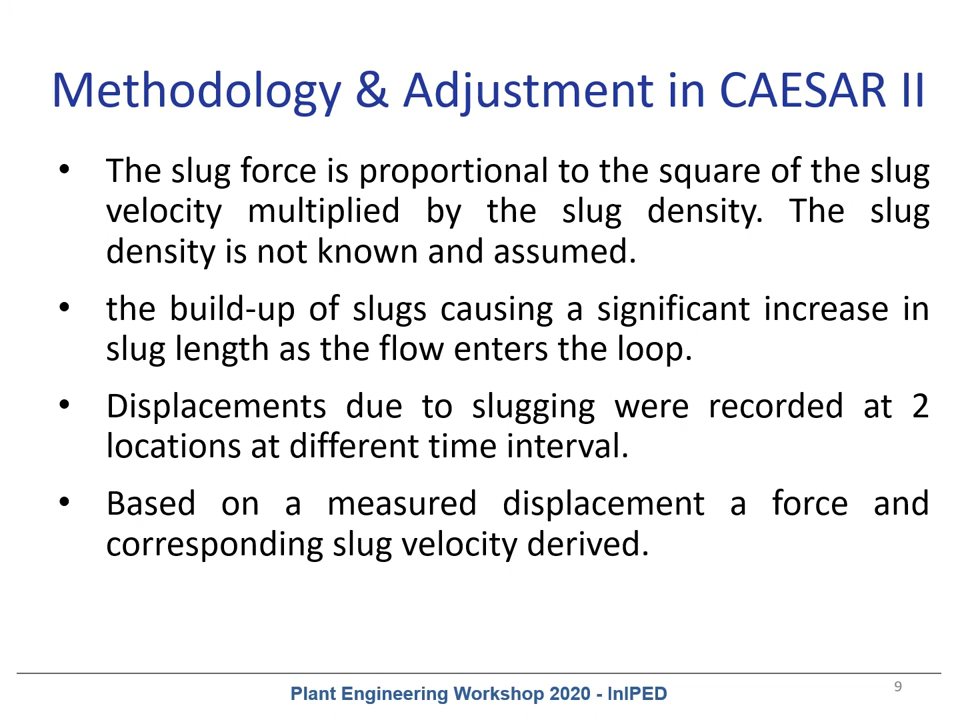 Methodology & Adjustment in CAESAR II
• The slug force is proportional to the square of the slug
velocity multiplied by the slug density. The slug
density is not known and assumed.
• the build-up of slugs causing a significant increase in
slug length as the flow enters the loop.
• Displacements due to slugging were recorded at 2
locations at different time interval.
• Based on a measured displacement a force and
corresponding slug velocity derived.
Plant Engineering Workshop 2020 - InIPED
9